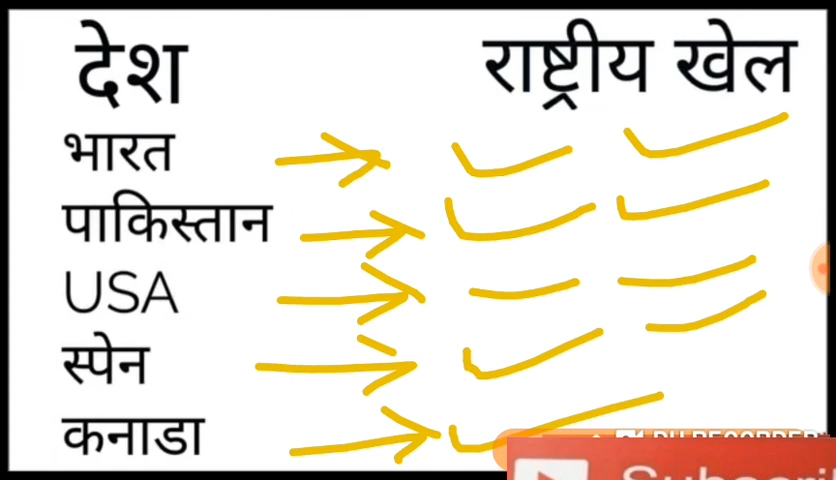 देश राष्ट्रीय खेल
भारत
पाकिस्तान
USA
स्पेन
कनाडा